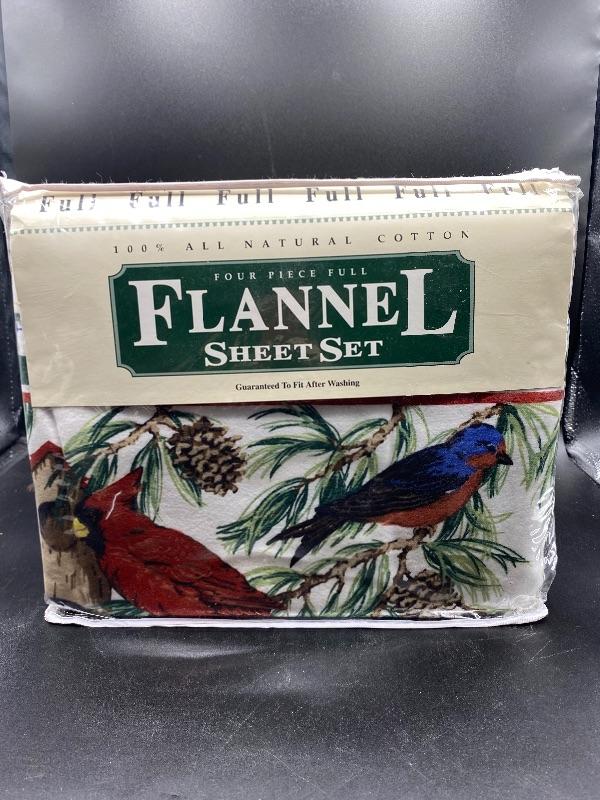 Full Full Full Full Full Full
100% ALL NATURAL COTTON
FOUR PIECE FULL
FLANNEL
SHEET SET
Guaranteed To Fit After Washing